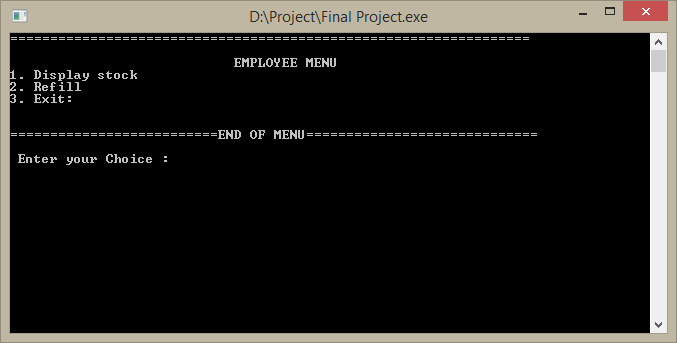 D:\Project\Final Project.exe
=================================================================
EMPLOYEE MENU
1. Display stock
2. Refill
3. Exit:
==========================END OF MENU=============================
Enter your Choice :